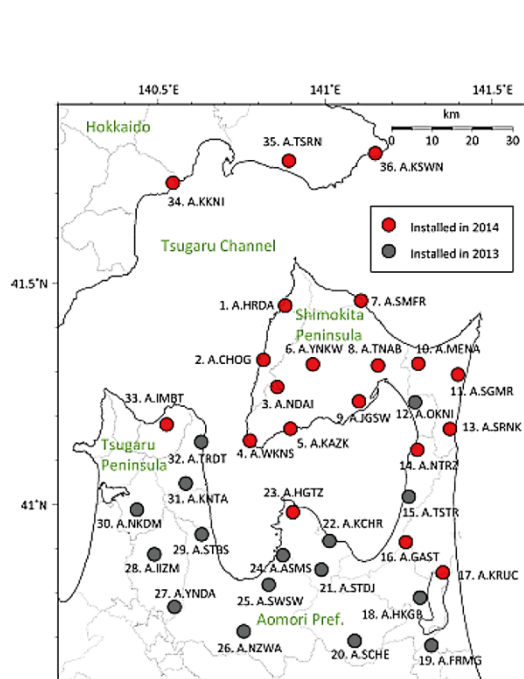 140.5°E
141°E
141.5°E
km
0 10 20 30
Hokkaido
35. A.TSRN
36. A.KSWN
34. A.KKNI
Installed in 2014
Installed in 2013
Tsugaru Channel
41.5°N
1. A.HRDA
7. A.SMFR
Shimokita
Peninsula
6. A.YNKW
8. A.TNAB
10. A.MENA
2. A.CHOG
3. A.NDAI
11. A.SGMR
9. A.JGSW
12. A.OKNI
33. A.IMBT
13. A.SRNK
4. A.WKNS
5. A.KAZK
Tsugaru
Peninsula
32. A.TRDT
14. A.NTRZ
31. A.KNTA
23. A.HGTZ
41°N
15. A.TSTR
30. A.NKDM
22. A.KCHR
29. A.STBS
16. A.GAST
28. A.IIZM
24. A.ASMS
17. A.KRUC
21. A.STDJ
27. A.YNDA
25. A.SWSW
18. A.HKGB
Aomori Pref.
26. A.NZWA
20. A.SCHE
19. A.FRMG